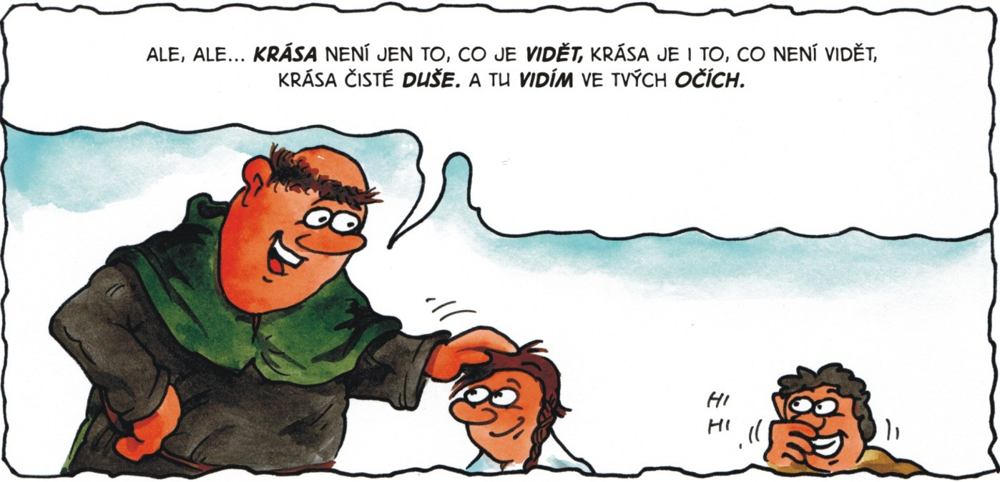 ALE, ALE... KRÁSA NENÍ JEN TO, CO JE VIDĚT, KRÁSA JE I TO, CO NENÍ VIDĚT,
KRÁSA ČISTÉ DUŠE. A TU VIDÍM VE TVÝCH OČÍCH.
HI
HI